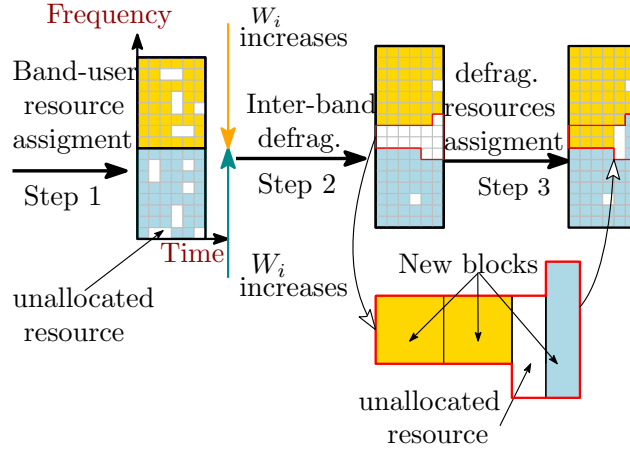 Frequency
W_i
increases
Band-user
resource
assigment
Step 1
Time
unallocated
resource
W_i
increases
Inter-band
defrag.
Step 2
defrag.
resources
assigment
Step 3
New blocks
unallocated
resource